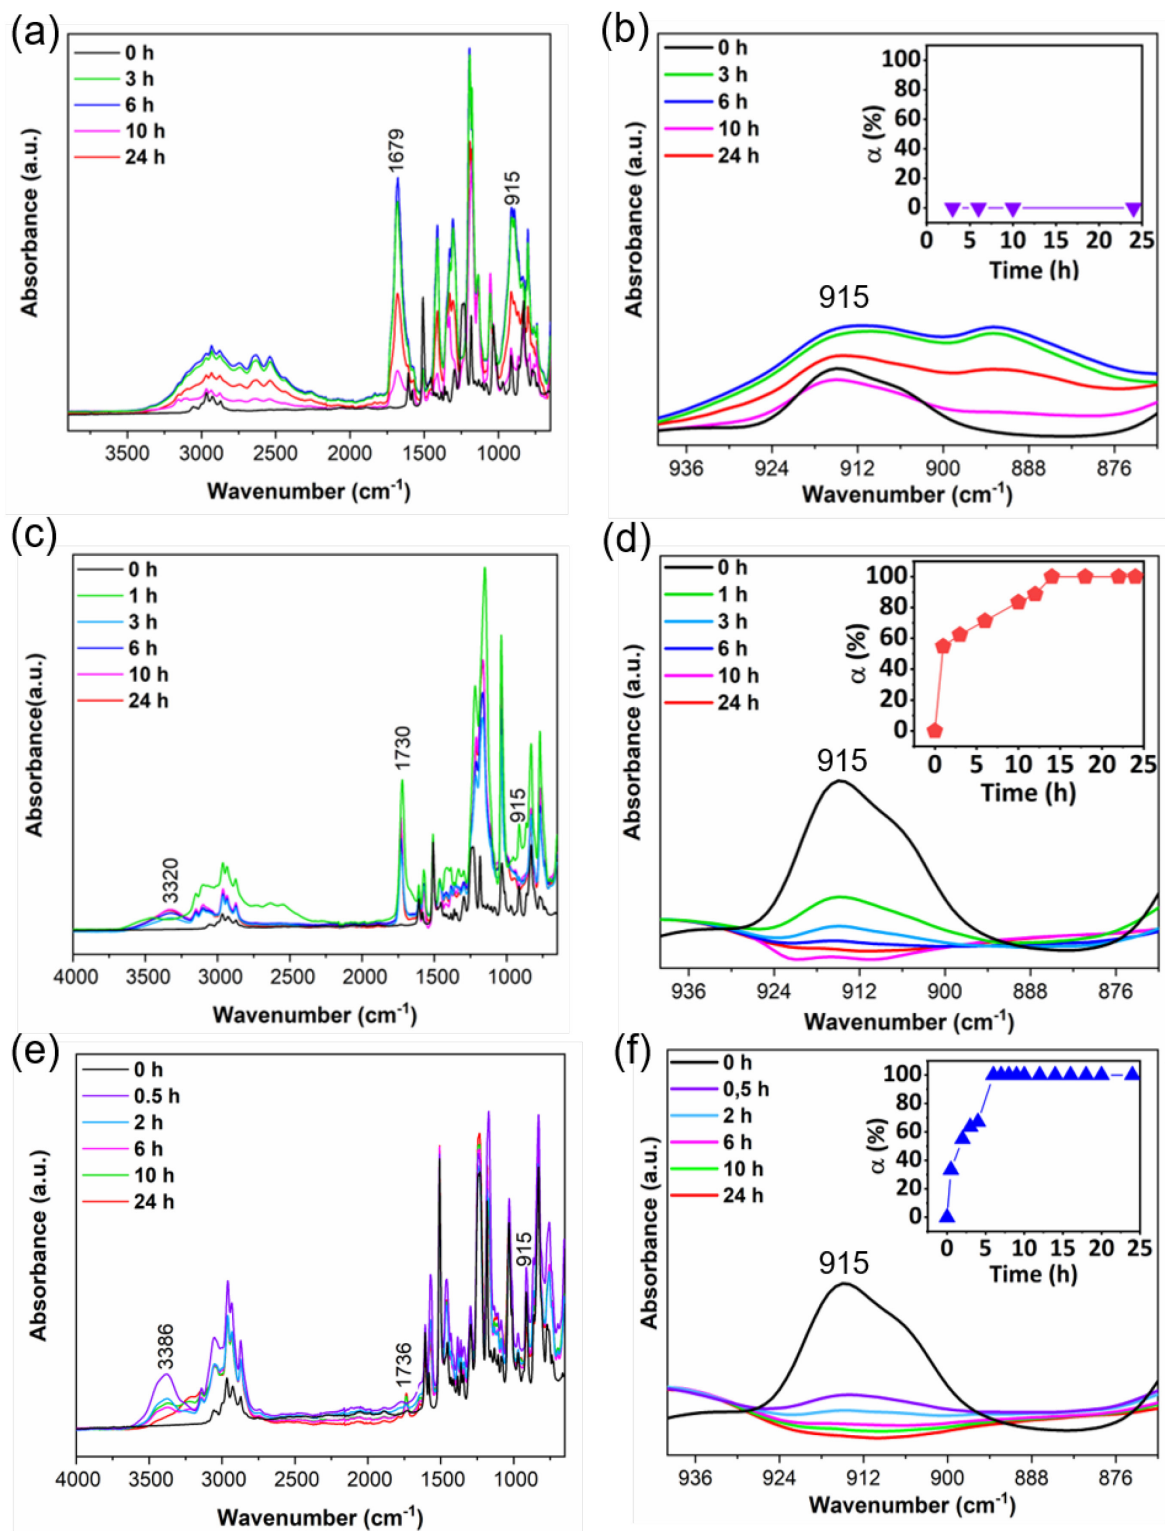 (a)
0 h
3 h
6 h
10 h
24 h
1679
915
Absorbance (a.u.)
3500 3000 2500 2000 1500 1000
Wavenumber (cm-1)
(b)
0 h
3 h
6 h
10 h
24 h
100
80
60
40
20
0
α (%)
0 5 10 15 20 25
Time (h)
915
Absrobance (a.u.)
936 924 912 900 888 876
Wavenumber (cm-1)
(c)
0 h
1 h
3 h
6 h
10 h
24 h
1730
915
3320
Absorbance(a.u.)
4000 3500 3000 2500 2000 1500 1000
Wavenumber (cm-1)
(d)
0 h
1 h
3 h
6 h
10 h
24 h
100
80
60
40
20
0
α (%)
0 5 10 15 20 25
Time (h)
915
Absorbance (a.u.)
936 924 912 900 888 876
Wavenumber (cm-1)
(e)
0 h
0.5 h
2 h
6 h
10 h
24 h
915
3386
1736
Absorbance (a.u.)
4000 3500 3000 2500 2000 1500 1000
Wavenumber (cm-1)
(f)
0 h
0,5 h
2 h
6 h
10 h
24 h
100
80
60
40
20
0
α (%)
0 5 10 15 20 25
Time (h)
915
Absorbance (a.u.)
936 924 912 900 888 876
Wavenumber (cm-1)